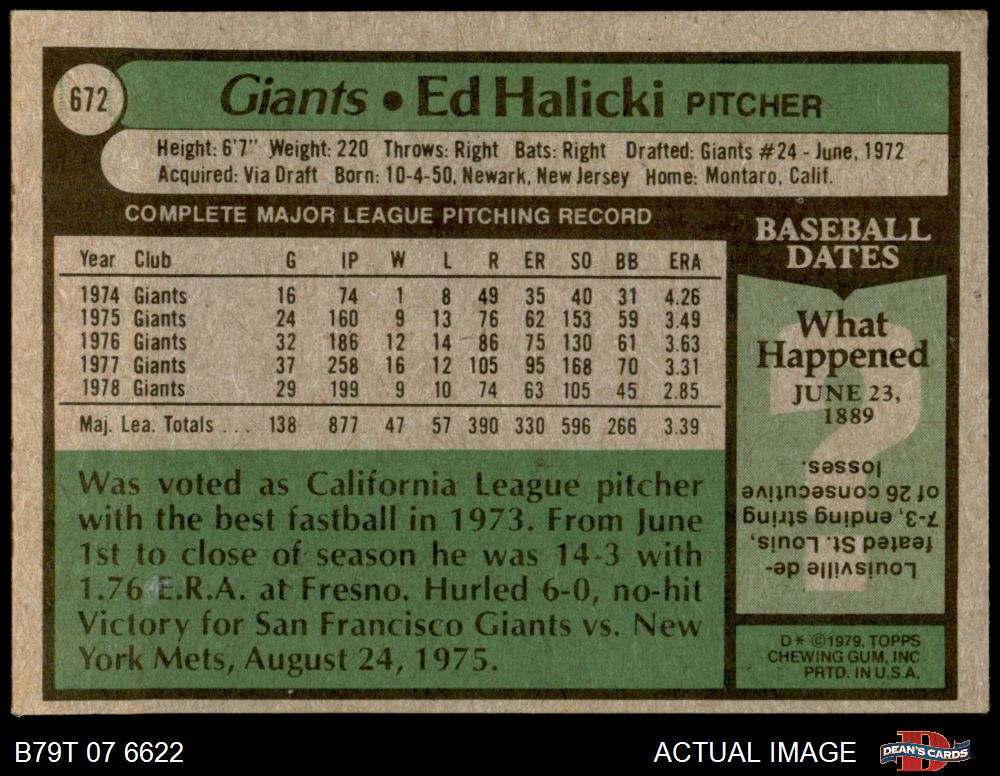 672
Giants • Ed Halicki PITCHER
Height: 6'7" Weight: 220 Throws: Right Bats: Right Drafted: Giants #24 - June, 1972
Acquired: Via Draft Born: 10-4-50, Newark, New Jersey Home: Montaro, Calif.
COMPLETE MAJOR LEAGUE PITCHING RECORD
Year Club G IP W L R ER SO BB ERA
1974 Giants 16 74 1 8 49 35 40 31 4.26
1975 Giants 24 160 9 13 76 62 153 59 3.49
1976 Giants 32 186 12 14 86 75 130 61 3.63
1977 Giants 37 258 16 12 105 95 168 70 3.31
1978 Giants 29 199 9 10 74 63 105 45 2.85
Maj. Lea. Totals ... 138 877 47 57 390 330 596 266 3.39
Was voted as California League pitcher
with the best fastball in 1973. From June
1st to close of season he was 14-3 with
1.76 E.R.A. at Fresno. Hurled 6-0, no-hit
Victory for San Francisco Giants vs. New
York Mets, August 24, 1975.
BASEBALL
DATES
What
Happened
JUNE 23,
1889
Louisville de-
feated St. Louis,
7-3, ending string
of 26 consecutive
losses.
D* ©1979, TOPPS
CHEWING GUM, INC.
PRTD. IN U.S.A.
B79T 07 6622
ACTUAL IMAGE
D
DEAN'S CARDS